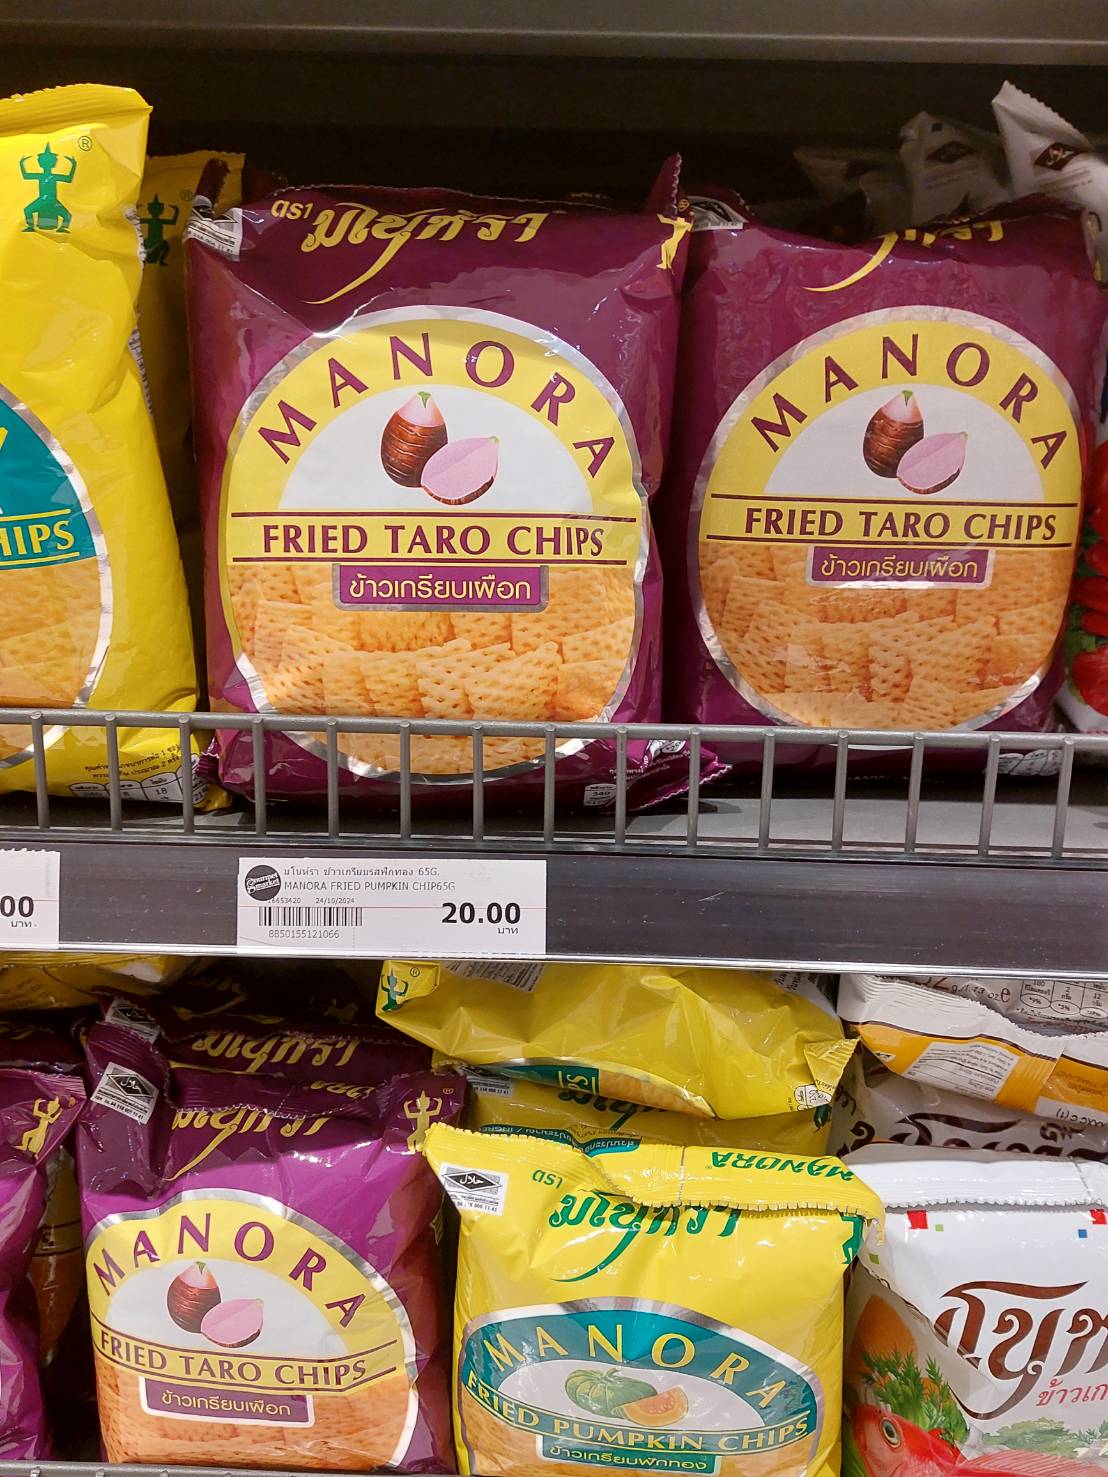 ตรา มโนห์รา
MANORA
FRIED TARO CHIPS
ข้าวเกรียบเผือก
MANORA
FRIED TARO CHIPS
ข้าวเกรียบเผือก
HIPS
00
บาท
Gourmet Market
มโนห์รา ข้าวเกรียบรสฟักทอง 65G.
MANORA FRIED PUMPKIN CHIP65G
16653420 24/10/2024
8850155121066
20.00
บาท
มโนห์รา
MANORA
FRIED TARO CHIPS
ข้าวเกรียบเผือก
MANORA
ตรา มโนห์รา
MANORA
FRIED PUMPKIN CHIPS
ข้าวเกรียบฟักทอง